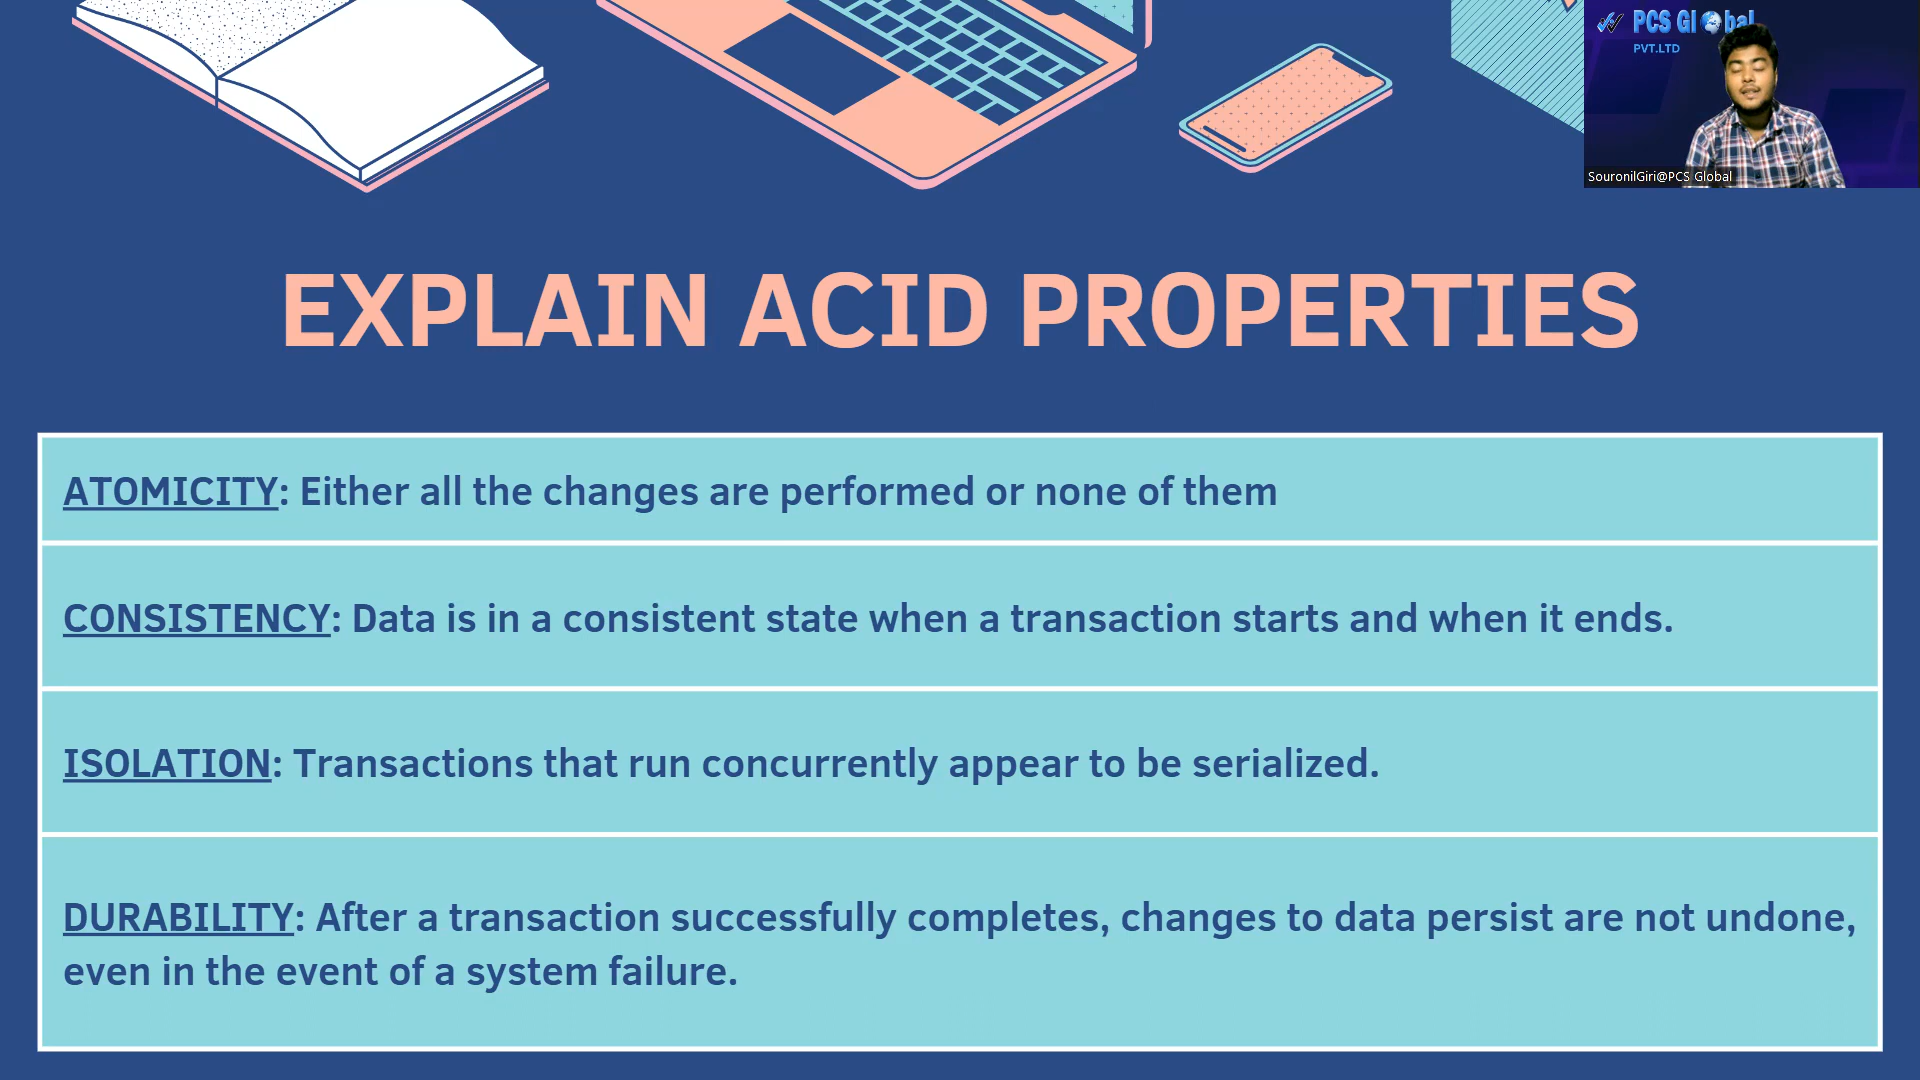 PCS Global
PVT.LTD
SouronilGiri@PCS Global
EXPLAIN ACID PROPERTIES
ATOMICITY: Either all the changes are performed or none of them
CONSISTENCY: Data is in a consistent state when a transaction starts and when it ends.
ISOLATION: Transactions that run concurrently appear to be serialized.
DURABILITY: After a transaction successfully completes, changes to data persist are not undone,
even in the event of a system failure.